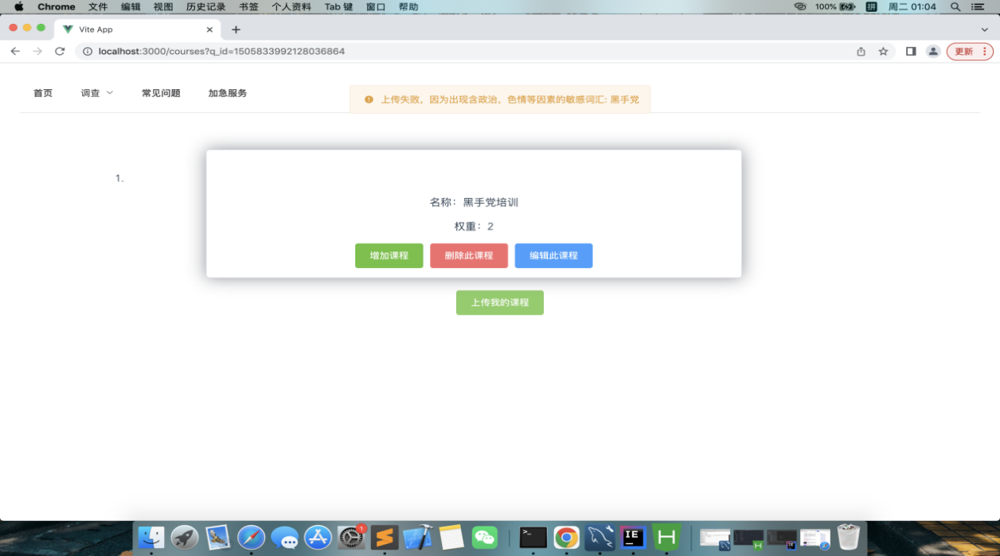 Chrome 文件 编辑 视图 历史记录 书签 个人资料 Tab 键 窗口 帮助 100% 拼 周二 01:04
Vite App
localhost:3000/courses?q_id=1505833992128036864 更新
首页 调查 常见问题 加急服务
上传失败，因为出现含政治，色情等因素的敏感词汇: 黑手党
1.
名称：黑手党培训
权重：2
增加课程 删除此课程 编辑此课程
上传我的课程
1
IE
H